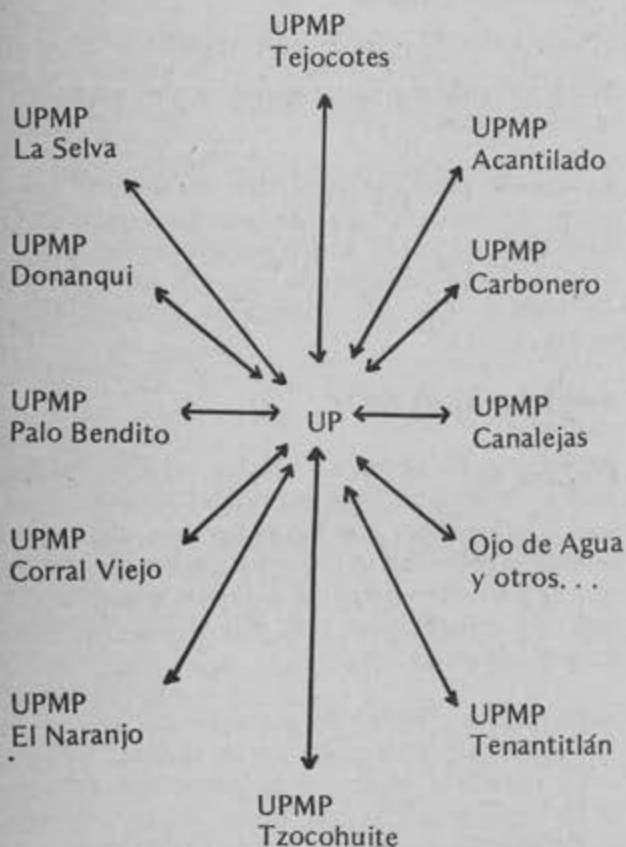 UPMP
Tejocotes
UPMP
La Selva
UPMP
Acantilado
UPMP
Donanqui
UPMP
Carbonero
UPMP
Palo Bendito
UP
UPMP
Canalejas
UPMP
Corral Viejo
Ojo de Agua
y otros. . .
UPMP
El Naranjo
UPMP
Tenantitlán
UPMP
Tzocohuite